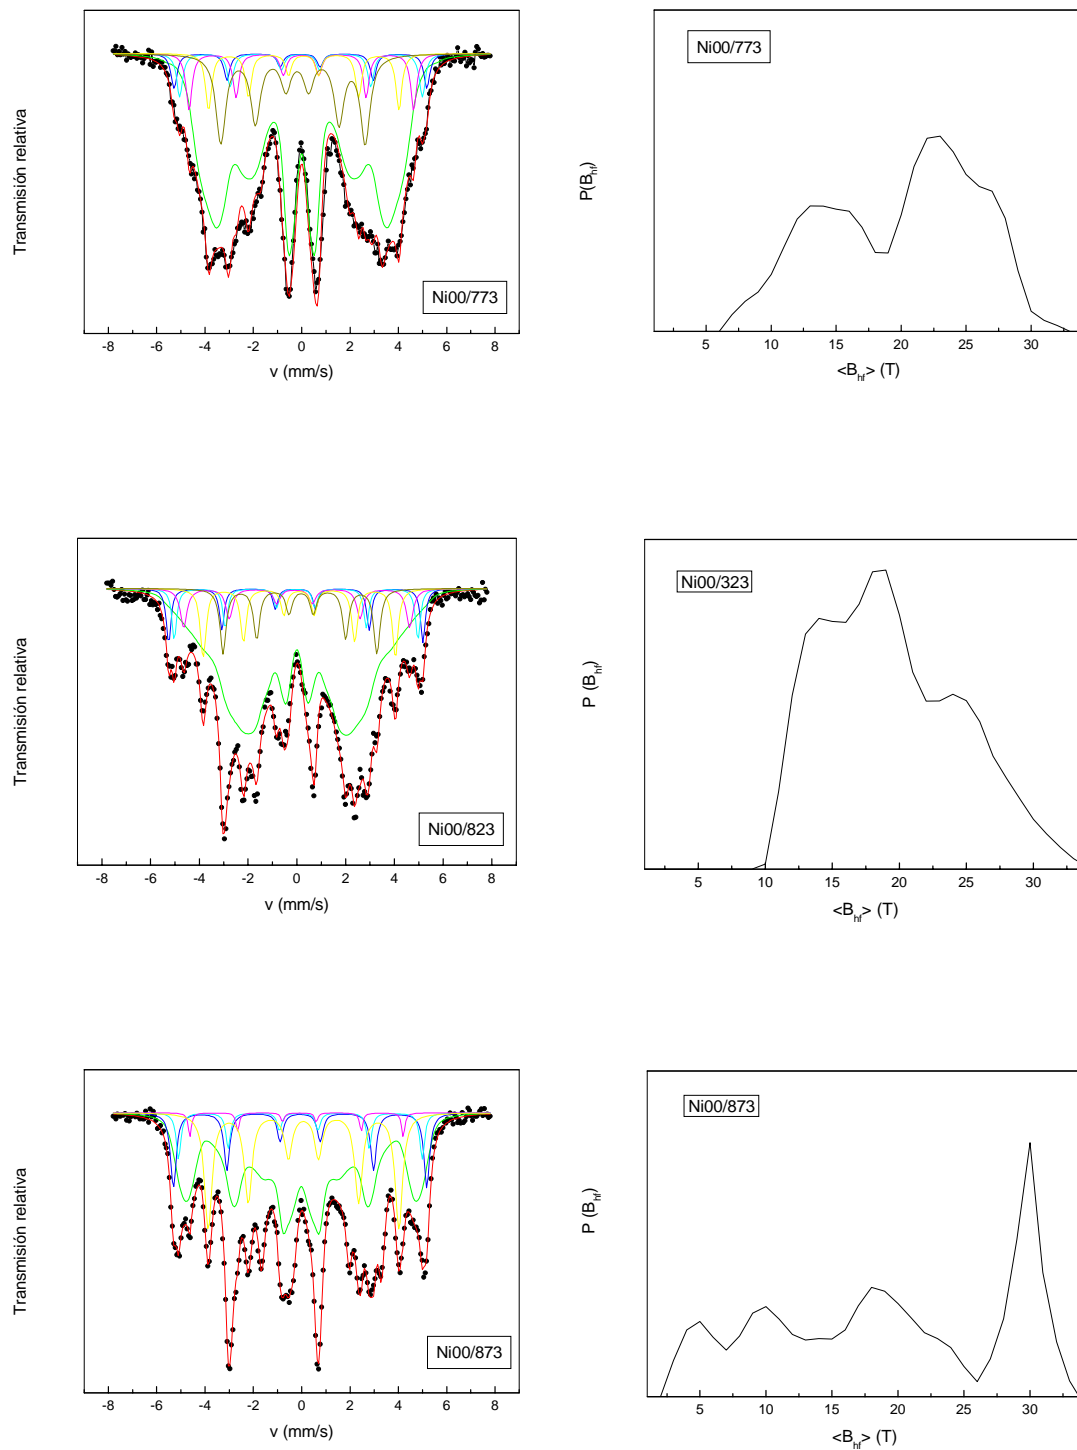 Transmisión relativa
Ni00/773
-8 -6 -4 -2 0 2 4 6 8
v (mm/s)
P(B_hf)
Ni00/773
5 10 15 20 25 30
<B_hf> (T)
Transmisión relativa
Ni00/823
-8 -6 -4 -2 0 2 4 6 8
v (mm/s)
P (B_hf)
Ni00/323
5 10 15 20 25 30
<B_hf> (T)
Transmisión relativa
Ni00/873
-8 -6 -4 -2 0 2 4 6 8
v (mm/s)
P (B_hf)
Ni00/873
5 10 15 20 25 30
<B_hf> (T)